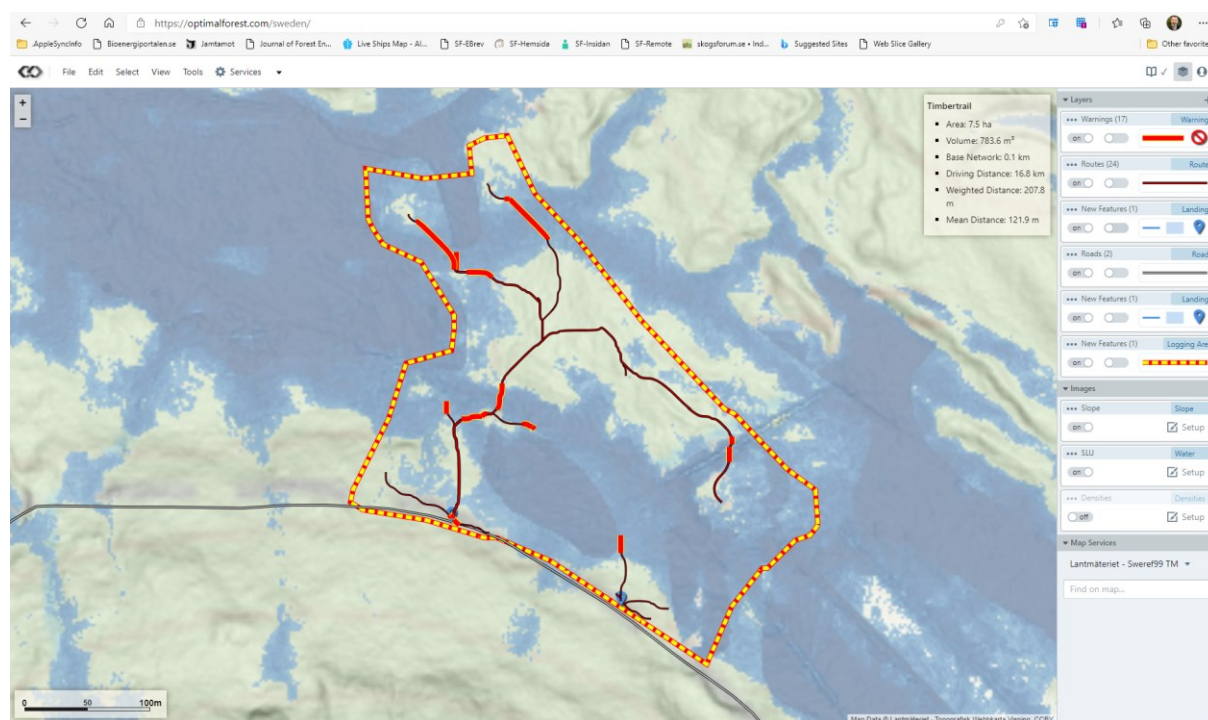 https://optimalforest.com/sweden/
AppleSyncInfo Bioenergiportalen.se Jamtamot Journal of Forest En... Live Ships Map - AI... SF-EBrev SF-Hemsida SF-Insidan SF-Remote skogsforum.se • Ind... Suggested Sites Web Slice Gallery Other favorite
File Edit Select View Tools Services
+
−
Timbertrail
Area: 7.5 ha
Volume: 783.6 m³
Base Network: 0.1 km
Driving Distance: 16.8 km
Weighted Distance: 207.8
m
Mean Distance: 121.9 m
Layers
Warnings (17) Warning
on
Routes (24) Route
on
New Features (1) Landing
on
Roads (2) Road
on
New Features (1) Landing
on
New Features (1) Logging Are
on
Images
Slope Slope
on Setup
SLU Water
on Setup
Densities Densities
off Setup
Map Services
Lantmäteriet - Sweref99 TM
Find on map...
0 50 100m
Map Data © Lantmäteriet - Topografisk Webbkarta Visning, CCBY